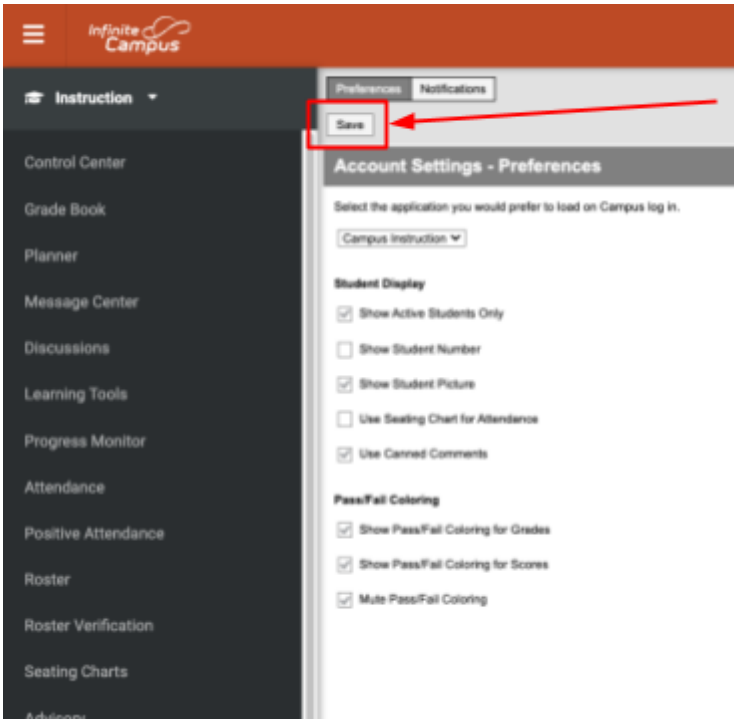 Infinite
Campus
Instruction
Control Center
Grade Book
Planner
Message Center
Discussions
Learning Tools
Progress Monitor
Attendance
Positive Attendance
Roster
Roster Verification
Seating Charts
Advisory
Preferences
Notifications
Save
Account Settings - Preferences
Select the application you would prefer to load on Campus log in.
Campus Instruction
Student Display
Show Active Students Only
Show Student Number
Show Student Picture
Use Seating Chart for Attendance
Use Canned Comments
Pass/Fail Coloring
Show Pass/Fail Coloring for Grades
Show Pass/Fail Coloring for Scores
Mute Pass/Fail Coloring